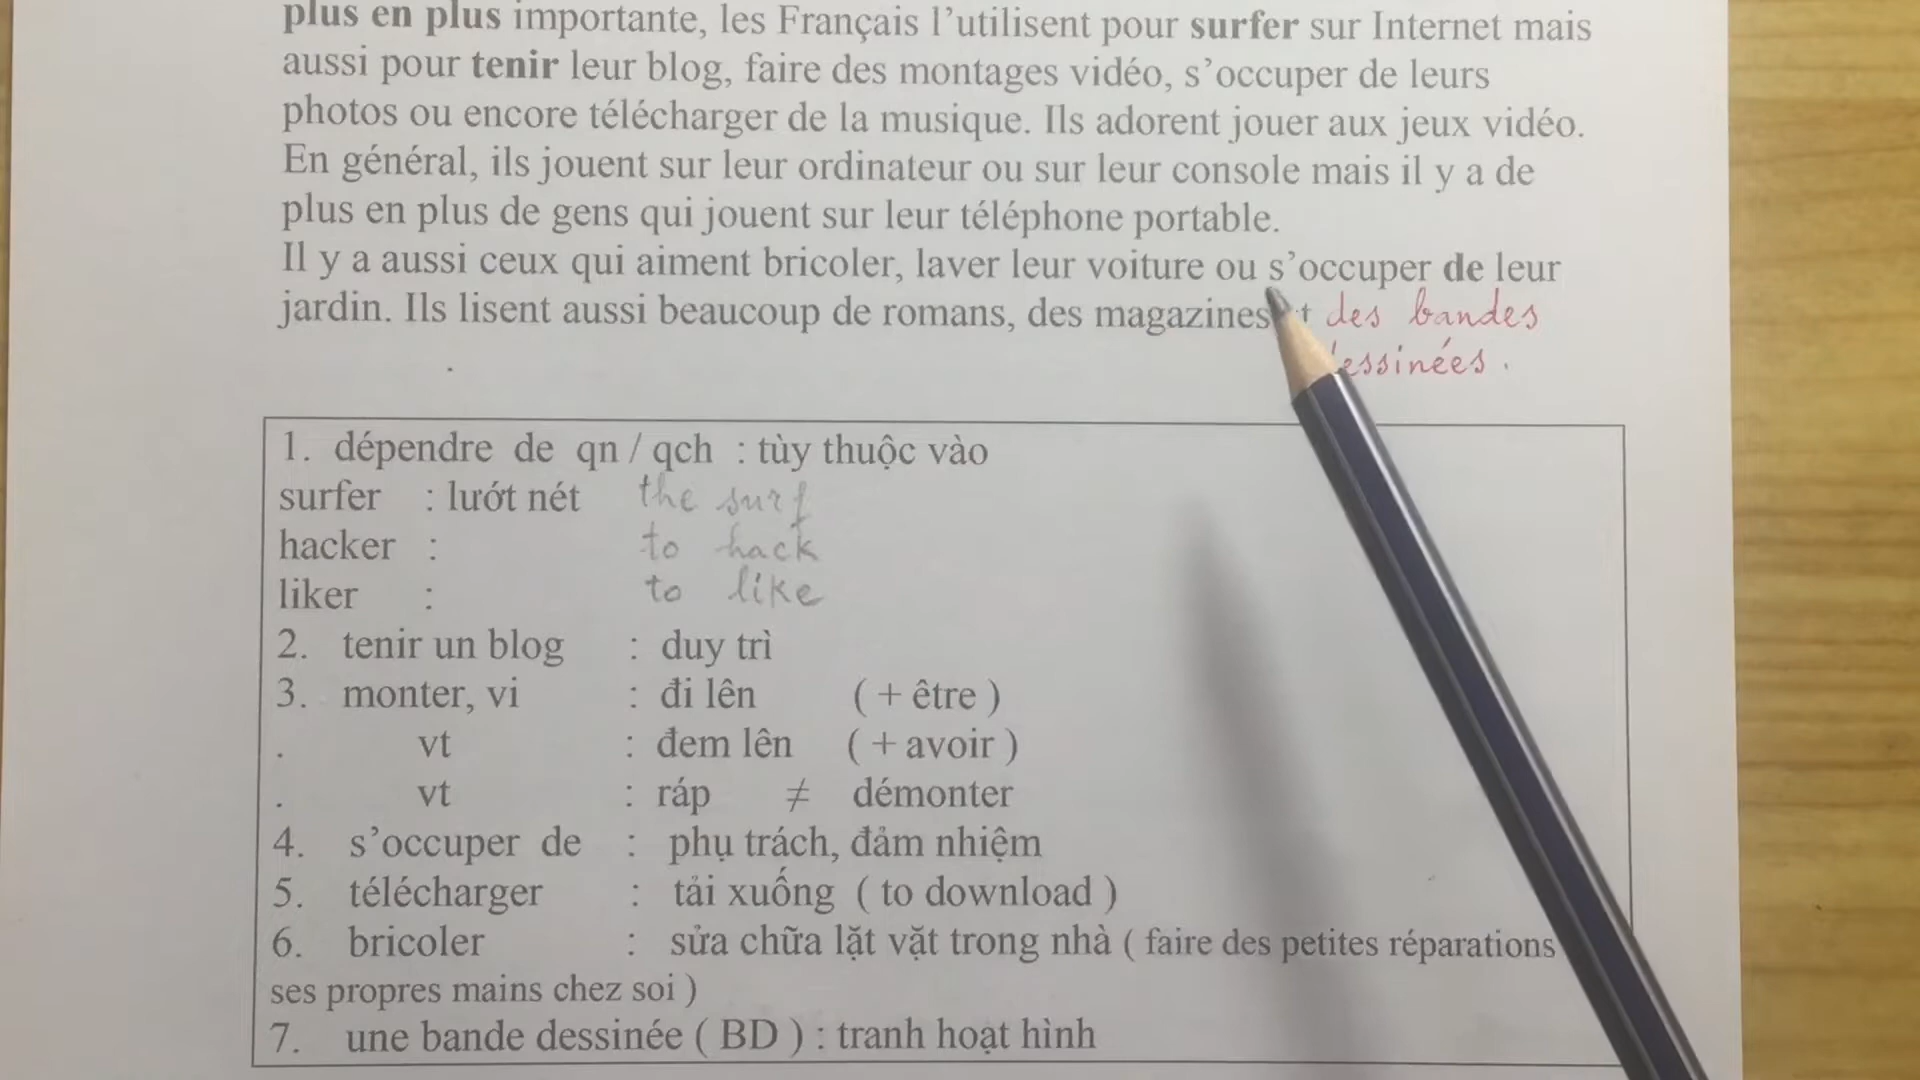 plus en plus importante, les Français l’utilisent pour surfer sur Internet mais
aussi pour tenir leur blog, faire des montages vidéo, s’occuper de leurs
photos ou encore télécharger de la musique. Ils adorent jouer aux jeux vidéo.
En général, ils jouent sur leur ordinateur ou sur leur console mais il y a de
plus en plus de gens qui jouent sur leur téléphone portable.
Il y a aussi ceux qui aiment bricoler, laver leur voiture ou s’occuper de leur
jardin. Ils lisent aussi beaucoup de romans, des magazines des bandes
1. dépendre de qn / qch : tùy thuộc vào
surfer : lướt nét the surf
hacker : to hack
liker : to like
2. tenir un blog : duy trì
3. monter, vi : đi lên ( + être )
. vt : đem lên ( + avoir )
. vt : ráp ≠ démonter
4. s’occuper de : phụ trách, đảm nhiệm
5. télécharger : tải xuống ( to download )
6. bricoler : sửa chữa lặt vặt trong nhà ( faire des petites réparations
ses propres mains chez soi )
7. une bande dessinée ( BD ) : tranh hoạt hình